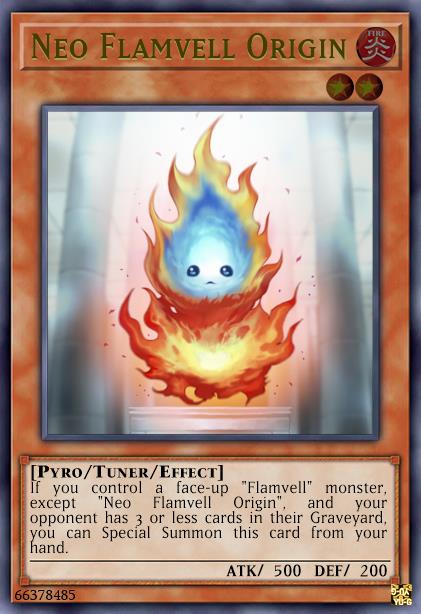 NEO FLAMVELL ORIGIN
FIRE
炎
[PYRO/TUNER/EFFECT]
If you control a face-up "Flamvell" monster,
except "Neo Flamvell Origin", and your
opponent has 3 or less cards in their Graveyard,
you can Special Summon this card from your
hand.
ATK/ 500 DEF/ 200
66378485